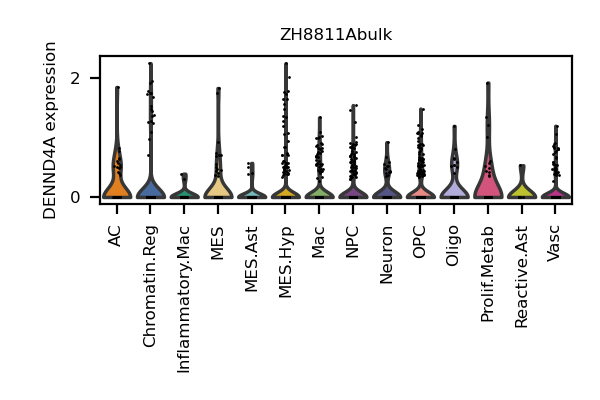 ZH8811Abulk
DENND4A expression
2
0
AC
Chromatin.Reg
Inflammatory.Mac
MES
MES.Ast
MES.Hyp
Mac
NPC
Neuron
OPC
Oligo
Prolif.Metab
Reactive.Ast
Vasc